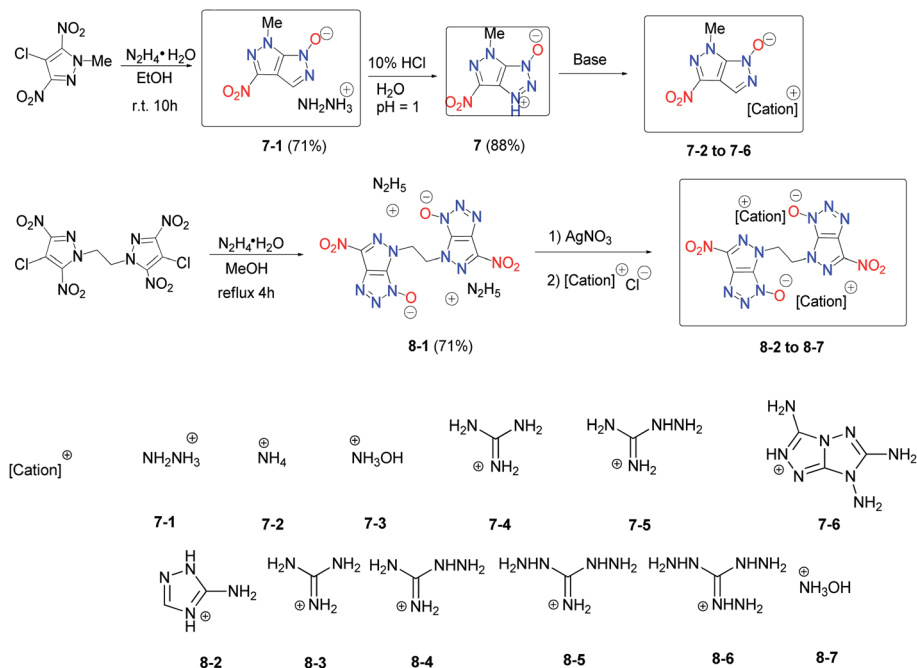 NO₂
Cl
N
Me
N
O₂N
N₂H₄•H₂O
EtOH
r.t. 10h
Me
N
N
O⊖
N
N
O₂N
⊕
NH₂NH₃
7-1 (71%)
10% HCl
H₂O
pH = 1
Me
N
N
O⊖
N
N
N
H
⊕
O₂N
7 (88%)
Base
Me
N
N
O⊖
N
N
O₂N
⊕
[Cation]
7-2 to 7-6
O₂N
N
N
Cl
NO₂
NO₂
N
N
Cl
NO₂
N₂H₄•H₂O
MeOH
reflux 4h
N₂H₅
⊕
⊖
O
N
N
N
O₂N
N
N
N
N
NO₂
N
N
N
O
⊖
⊕
N₂H₅
8-1 (71%)
1) AgNO₃
2) [Cation]⊕ Cl⊖
⊕
[Cation]
⊖
O
N
N
N
O₂N
N
N
N
N
NO₂
N
N
N
O
⊖
⊕
[Cation]
8-2 to 8-7
[Cation]⊕
⊕
NH₂NH₃
7-1
⊕
NH₄
7-2
⊕
NH₃OH
7-3
H₂N
NH₂
⊕
NH₂
7-4
H₂N
NHNH₂
⊕
NH₂
7-5
H₂N
N
N
HN
⊕
N
N
NH₂
NH₂
7-6
H
N
N
NH₂
N
H
⊕
8-2
H₂N
NH₂
⊕
NH₂
8-3
H₂N
NHNH₂
⊕
NH₂
8-4
H₂NHN
NHNH₂
⊕
NH₂
8-5
H₂NHN
NHNH₂
⊕
NHNH₂
8-6
⊕
NH₃OH
8-7